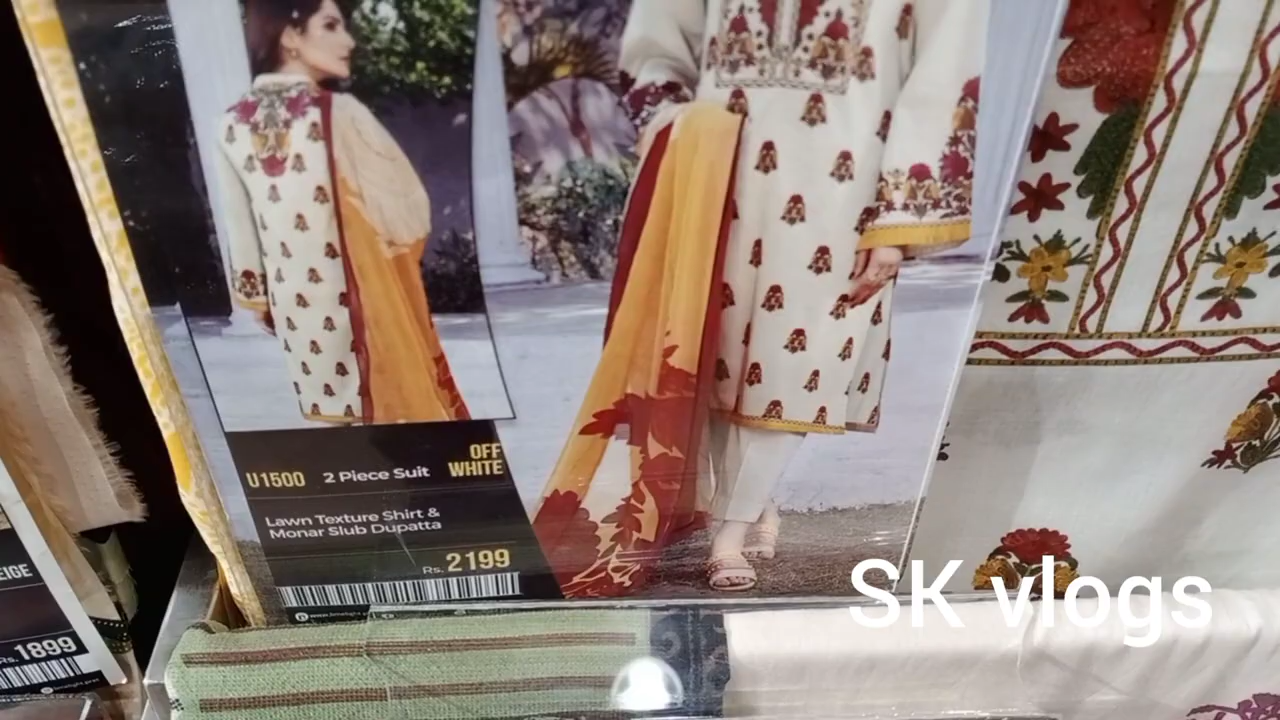 U1500 2 Piece Suit OFF WHITE
Lawn Texture Shirt &
Monar Slub Dupatta
Rs. 2199
EIGE
Rs. 1899
SK vlogs